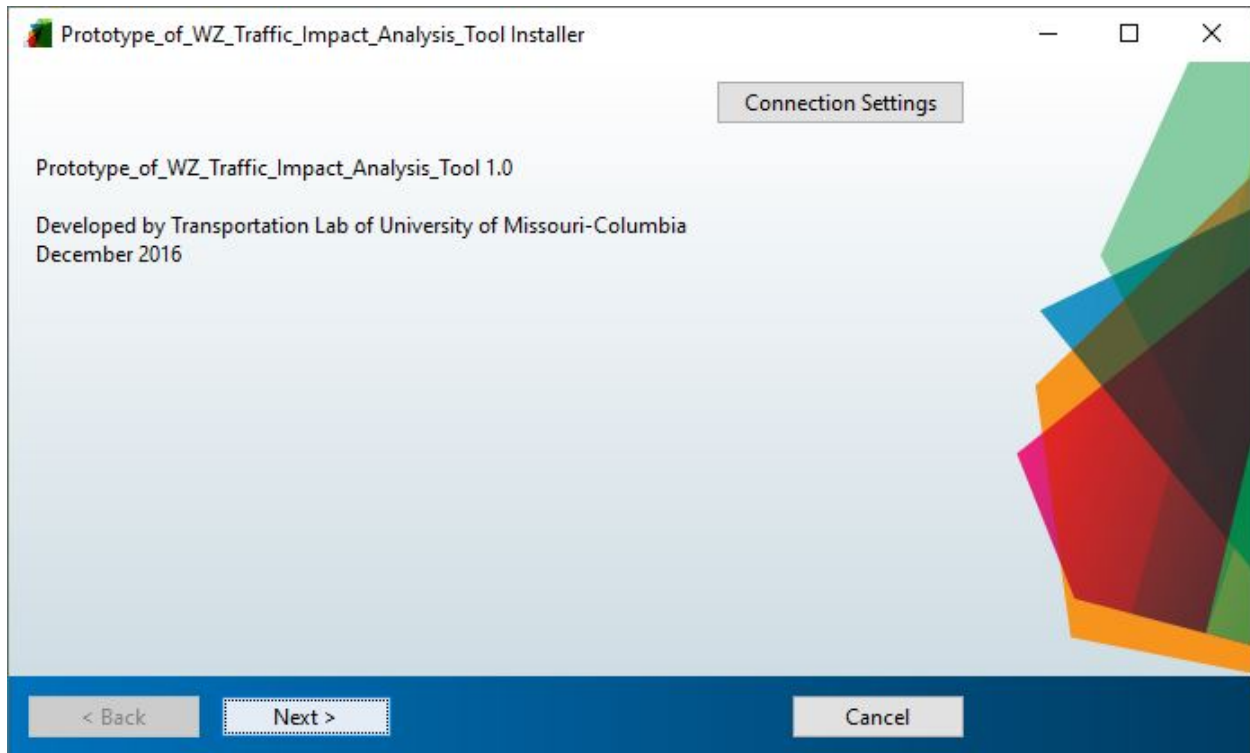 Prototype_of_WZ_Traffic_Impact_Analysis_Tool Installer
Connection Settings
Prototype_of_WZ_Traffic_Impact_Analysis_Tool 1.0
Developed by Transportation Lab of University of Missouri-Columbia
December 2016
< Back Next > Cancel